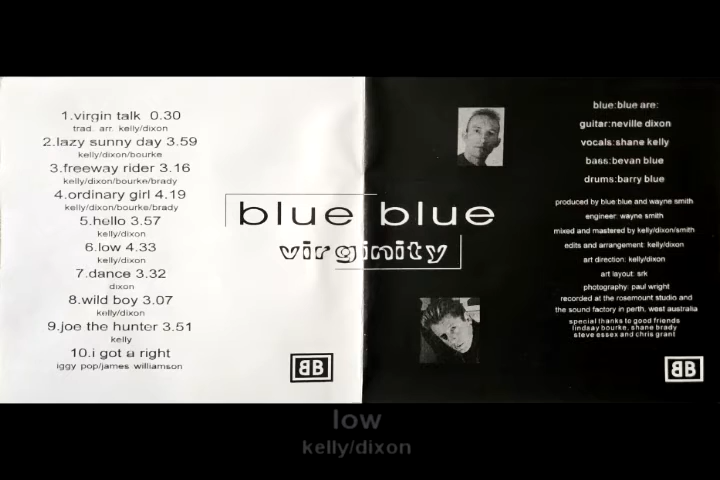 1.virgin talk 0.30
trad. arr. kelly/dixon
2.lazy sunny day 3.59
kelly/dixon/bourke
3.freeway rider 3.16
kelly/dixon/bourke/brady
4.ordinary girl 4.19
kelly/dixon/bourke/brady
5.hello 3.57
kelly/dixon
6.low 4.33
kelly/dixon
7.dance 3.32
dixon
8.wild boy 3.07
kelly/dixon
9.joe the hunter 3.51
kelly
10.i got a right
iggy pop/james williamson
BB
blue blue
virginity
blue:blue are:
guitar:neville dixon
vocals:shane kelly
bass:bevan blue
drums:barry blue
produced by blue blue and wayne smith
engineer: wayne smith
mixed and mastered by kelly/dixon/smith
edits and arrangement: kelly/dixon
art direction: kelly/dixon
art layout: srk
photography: paul wright
recorded at the rosemount studio and
the sound factory in perth, west australia
special thanks to good friends
lindsay bourke, shane brady
steve essex and chris grant
BB
low
kelly/dixon